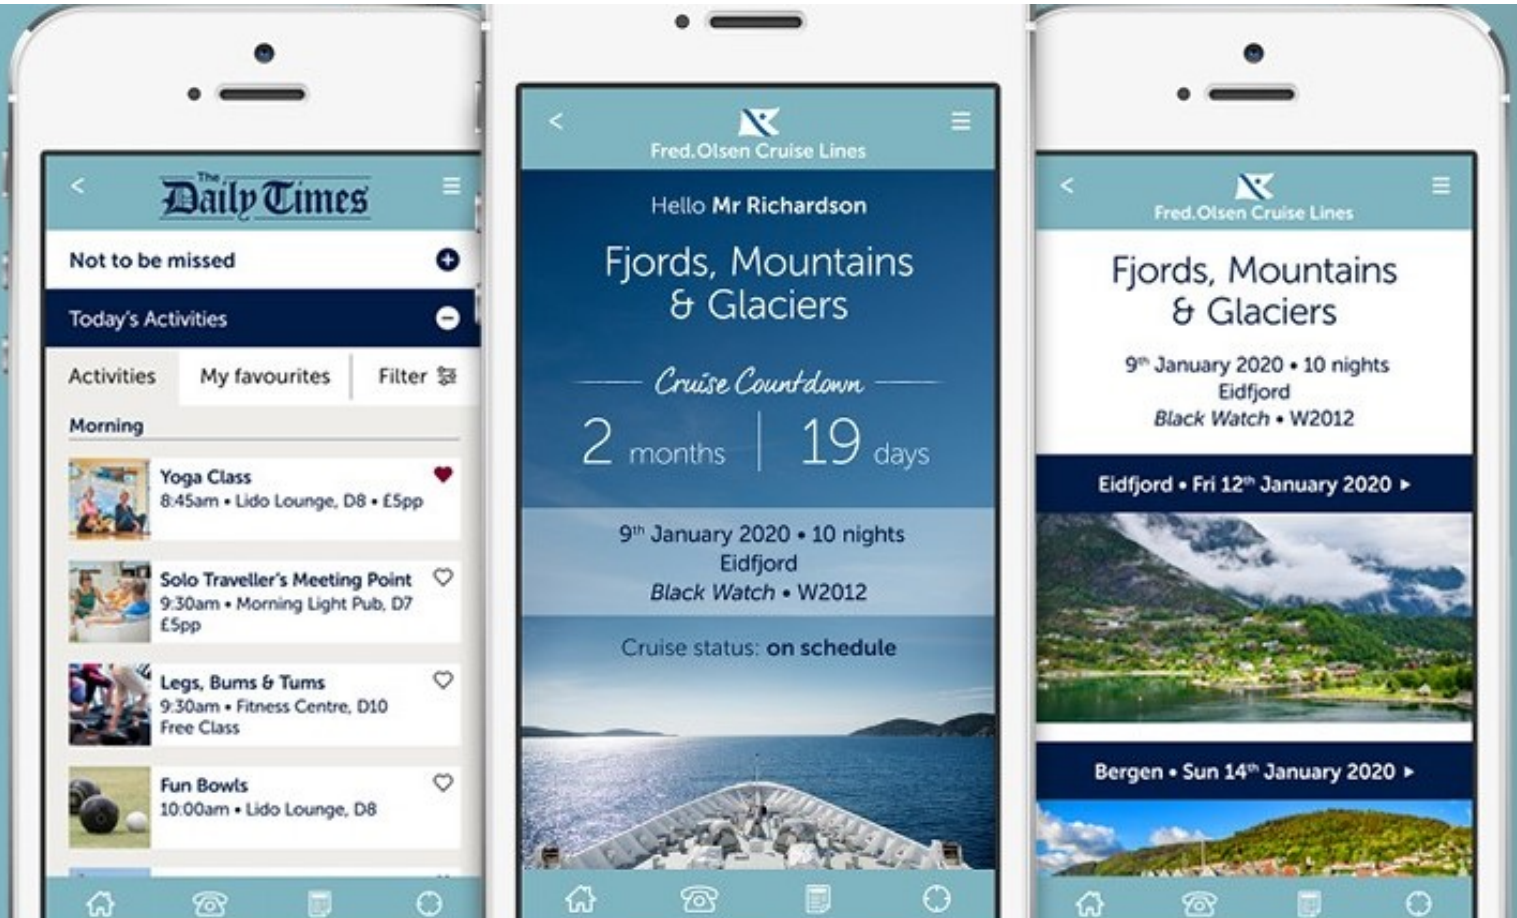 The
Daily Times
Not to be missed
Today's Activities
Activities My favourites Filter
Morning
Yoga Class
8:45am • Lido Lounge, D8 • £5pp
Solo Traveller's Meeting Point
9:30am • Morning Light Pub, D7
£5pp
Legs, Bums & Tums
9:30am • Fitness Centre, D10
Free Class
Fun Bowls
10:00am • Lido Lounge, D8
Fred.Olsen Cruise Lines
Hello Mr Richardson
Fjords, Mountains
& Glaciers
Cruise Countdown
2 months 19 days
9th January 2020 • 10 nights
Eidfjord
Black Watch • W2012
Cruise status: on schedule
Fred.Olsen Cruise Lines
Fjords, Mountains
& Glaciers
9th January 2020 • 10 nights
Eidfjord
Black Watch • W2012
Eidfjord • Fri 12th January 2020
Bergen • Sun 14th January 2020